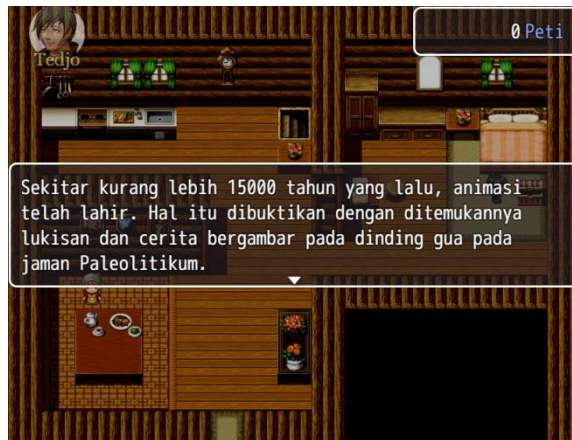 Tedjo
0 Peti
Sekitar kurang lebih 15000 tahun yang lalu, animasi
telah lahir. Hal itu dibuktikan dengan ditemukannya
lukisan dan cerita bergambar pada dinding gua pada
jaman Paleolitikum.